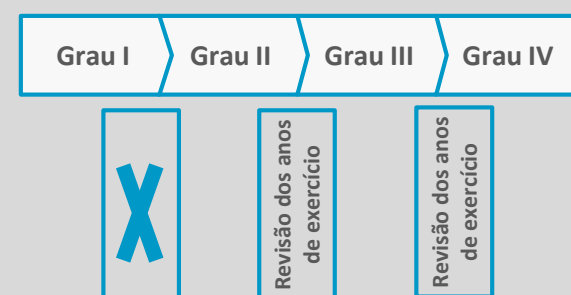 Grau I
Grau II
Grau III
Grau IV
Revisão dos anos
de exercício
Revisão dos anos
de exercício